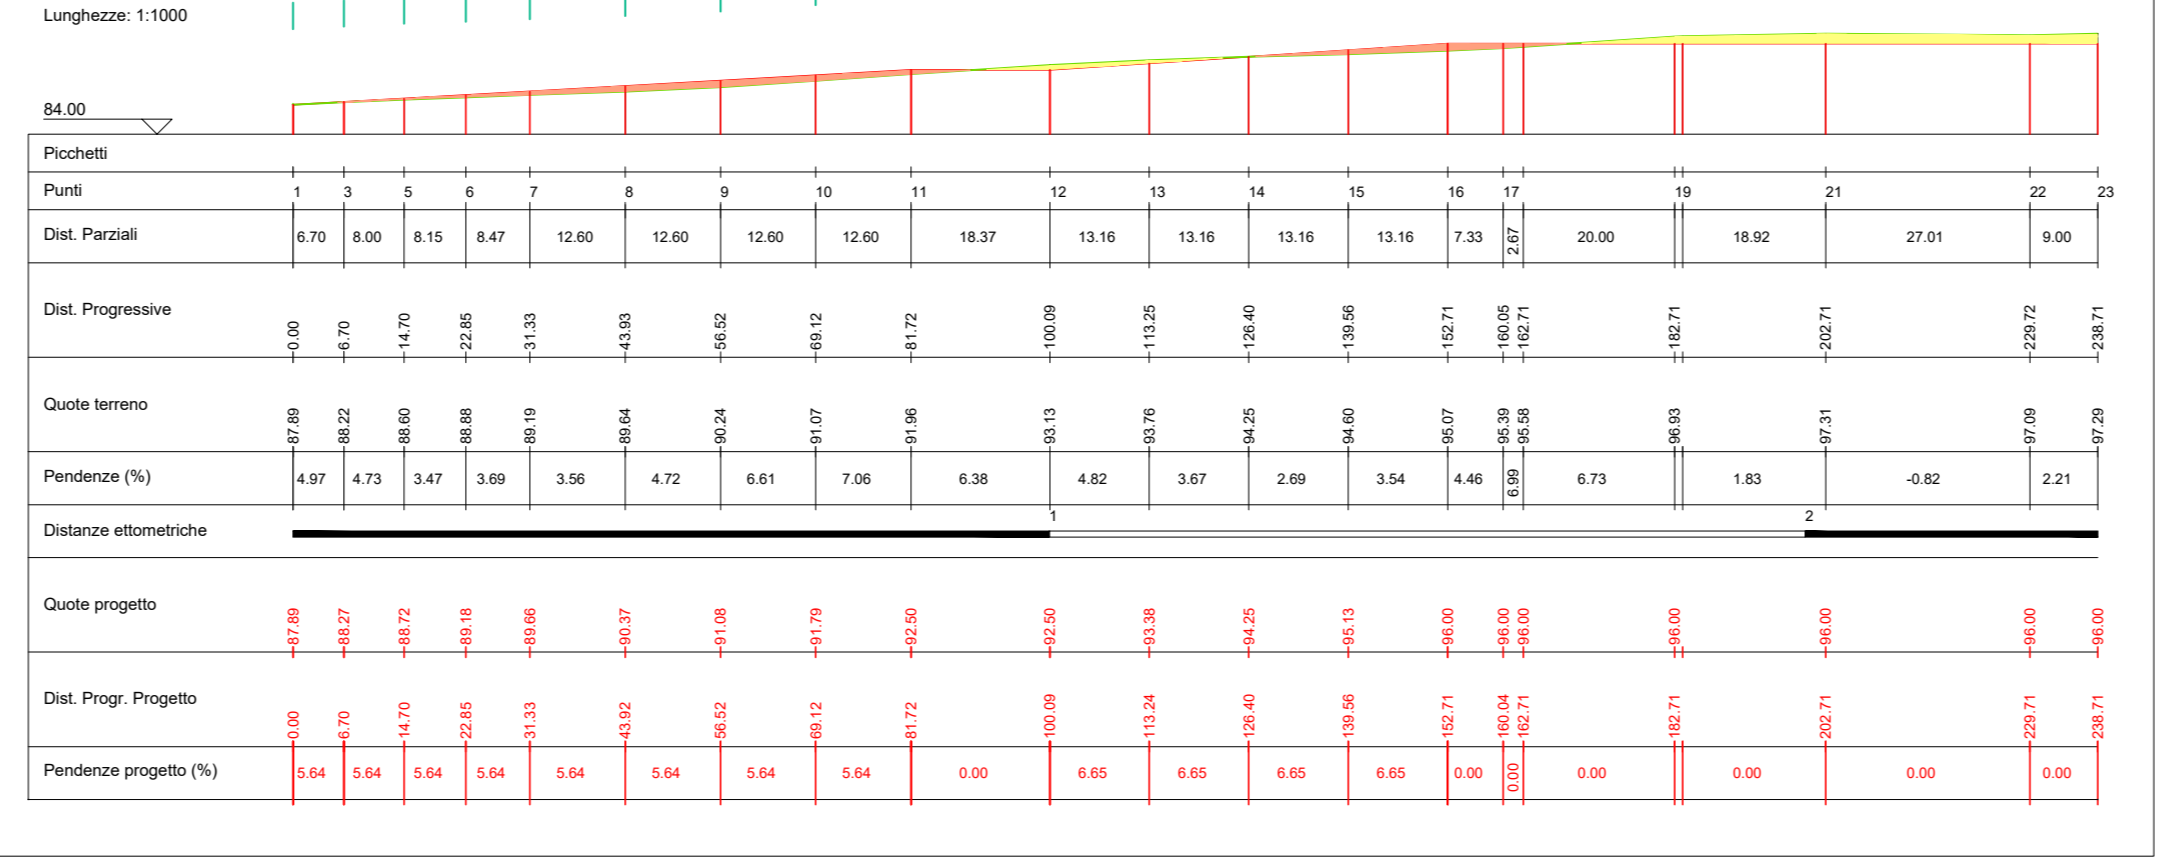 Lunghezze: 1:1000
84.00
Picchetti
Punti 1 3 5 6 7 8 9 10 11 12 13 14 15 16 17 19 21 22 23
Dist. Parziali 6.70 8.00 8.15 8.47 12.60 12.60 12.60 12.60 18.37 13.16 13.16 13.16 13.16 7.33 2.67 20.00 18.92 27.01 9.00
Dist. Progressive 0.00 6.70 14.70 22.85 31.33 43.93 56.52 69.12 81.72 100.09 113.25 126.40 139.56 152.71 160.05 162.71 182.71 202.71 229.72 238.71
Quote terreno 87.89 88.22 88.60 88.88 89.19 89.64 90.24 91.07 91.96 93.13 93.76 94.25 94.60 95.07 95.39 95.58 96.93 97.31 97.09 97.29
Pendenze (%) 4.97 4.73 3.47 3.69 3.56 4.72 6.61 7.06 6.38 4.82 3.67 2.69 3.54 4.46 6.99 6.73 1.83 -0.82 2.21
Distanze ettometriche 1 2
Quote progetto 87.89 88.27 88.72 89.18 89.66 90.37 91.08 91.79 92.50 92.50 93.38 94.25 95.13 96.00 96.00 96.00 96.00 96.00 96.00 96.00
Dist. Progr. Progetto 0.00 6.70 14.70 22.85 31.33 43.92 56.52 69.12 81.72 100.09 113.24 126.40 139.56 152.71 160.04 162.71 182.71 202.71 229.71 238.71
Pendenze progetto (%) 5.64 5.64 5.64 5.64 5.64 5.64 5.64 5.64 0.00 6.65 6.65 6.65 6.65 0.00 0.00 0.00 0.00 0.00 0.00